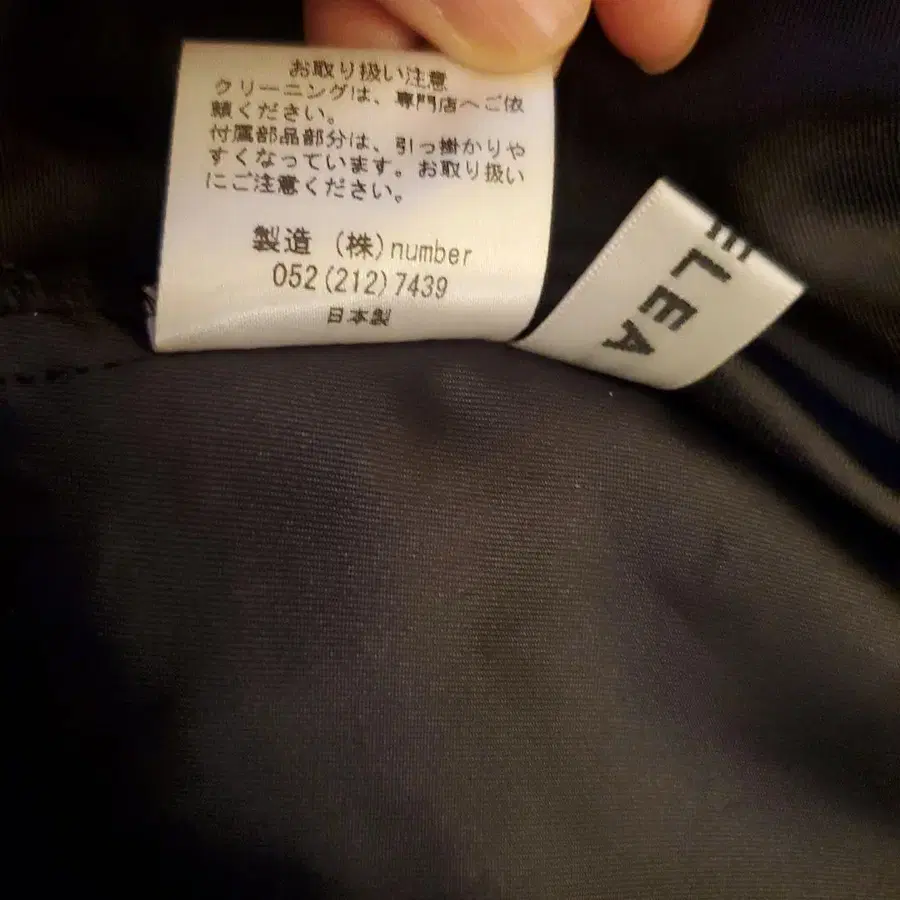 お取り扱い注意
クリーニングは、専門店へご依
頼ください。
付属部品部分は、引っ掛かりや
すくなっています。お取り扱い
にご注意ください。
製造 (株)number
052(212)7439
日本製
ELEA